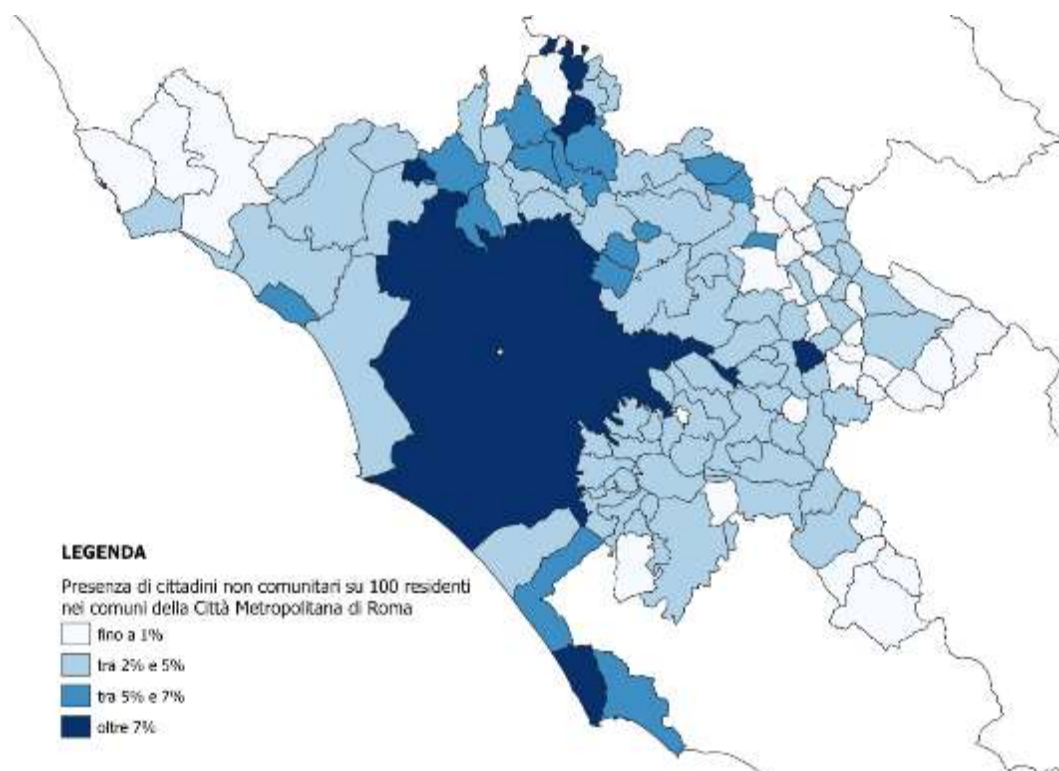 LEGENDA
Presenza di cittadini non comunitari su 100 residenti
nei comuni della Città Metropolitana di Roma
fino a 1%
tra 2% e 5%
tra 5% e 7%
oltre 7%